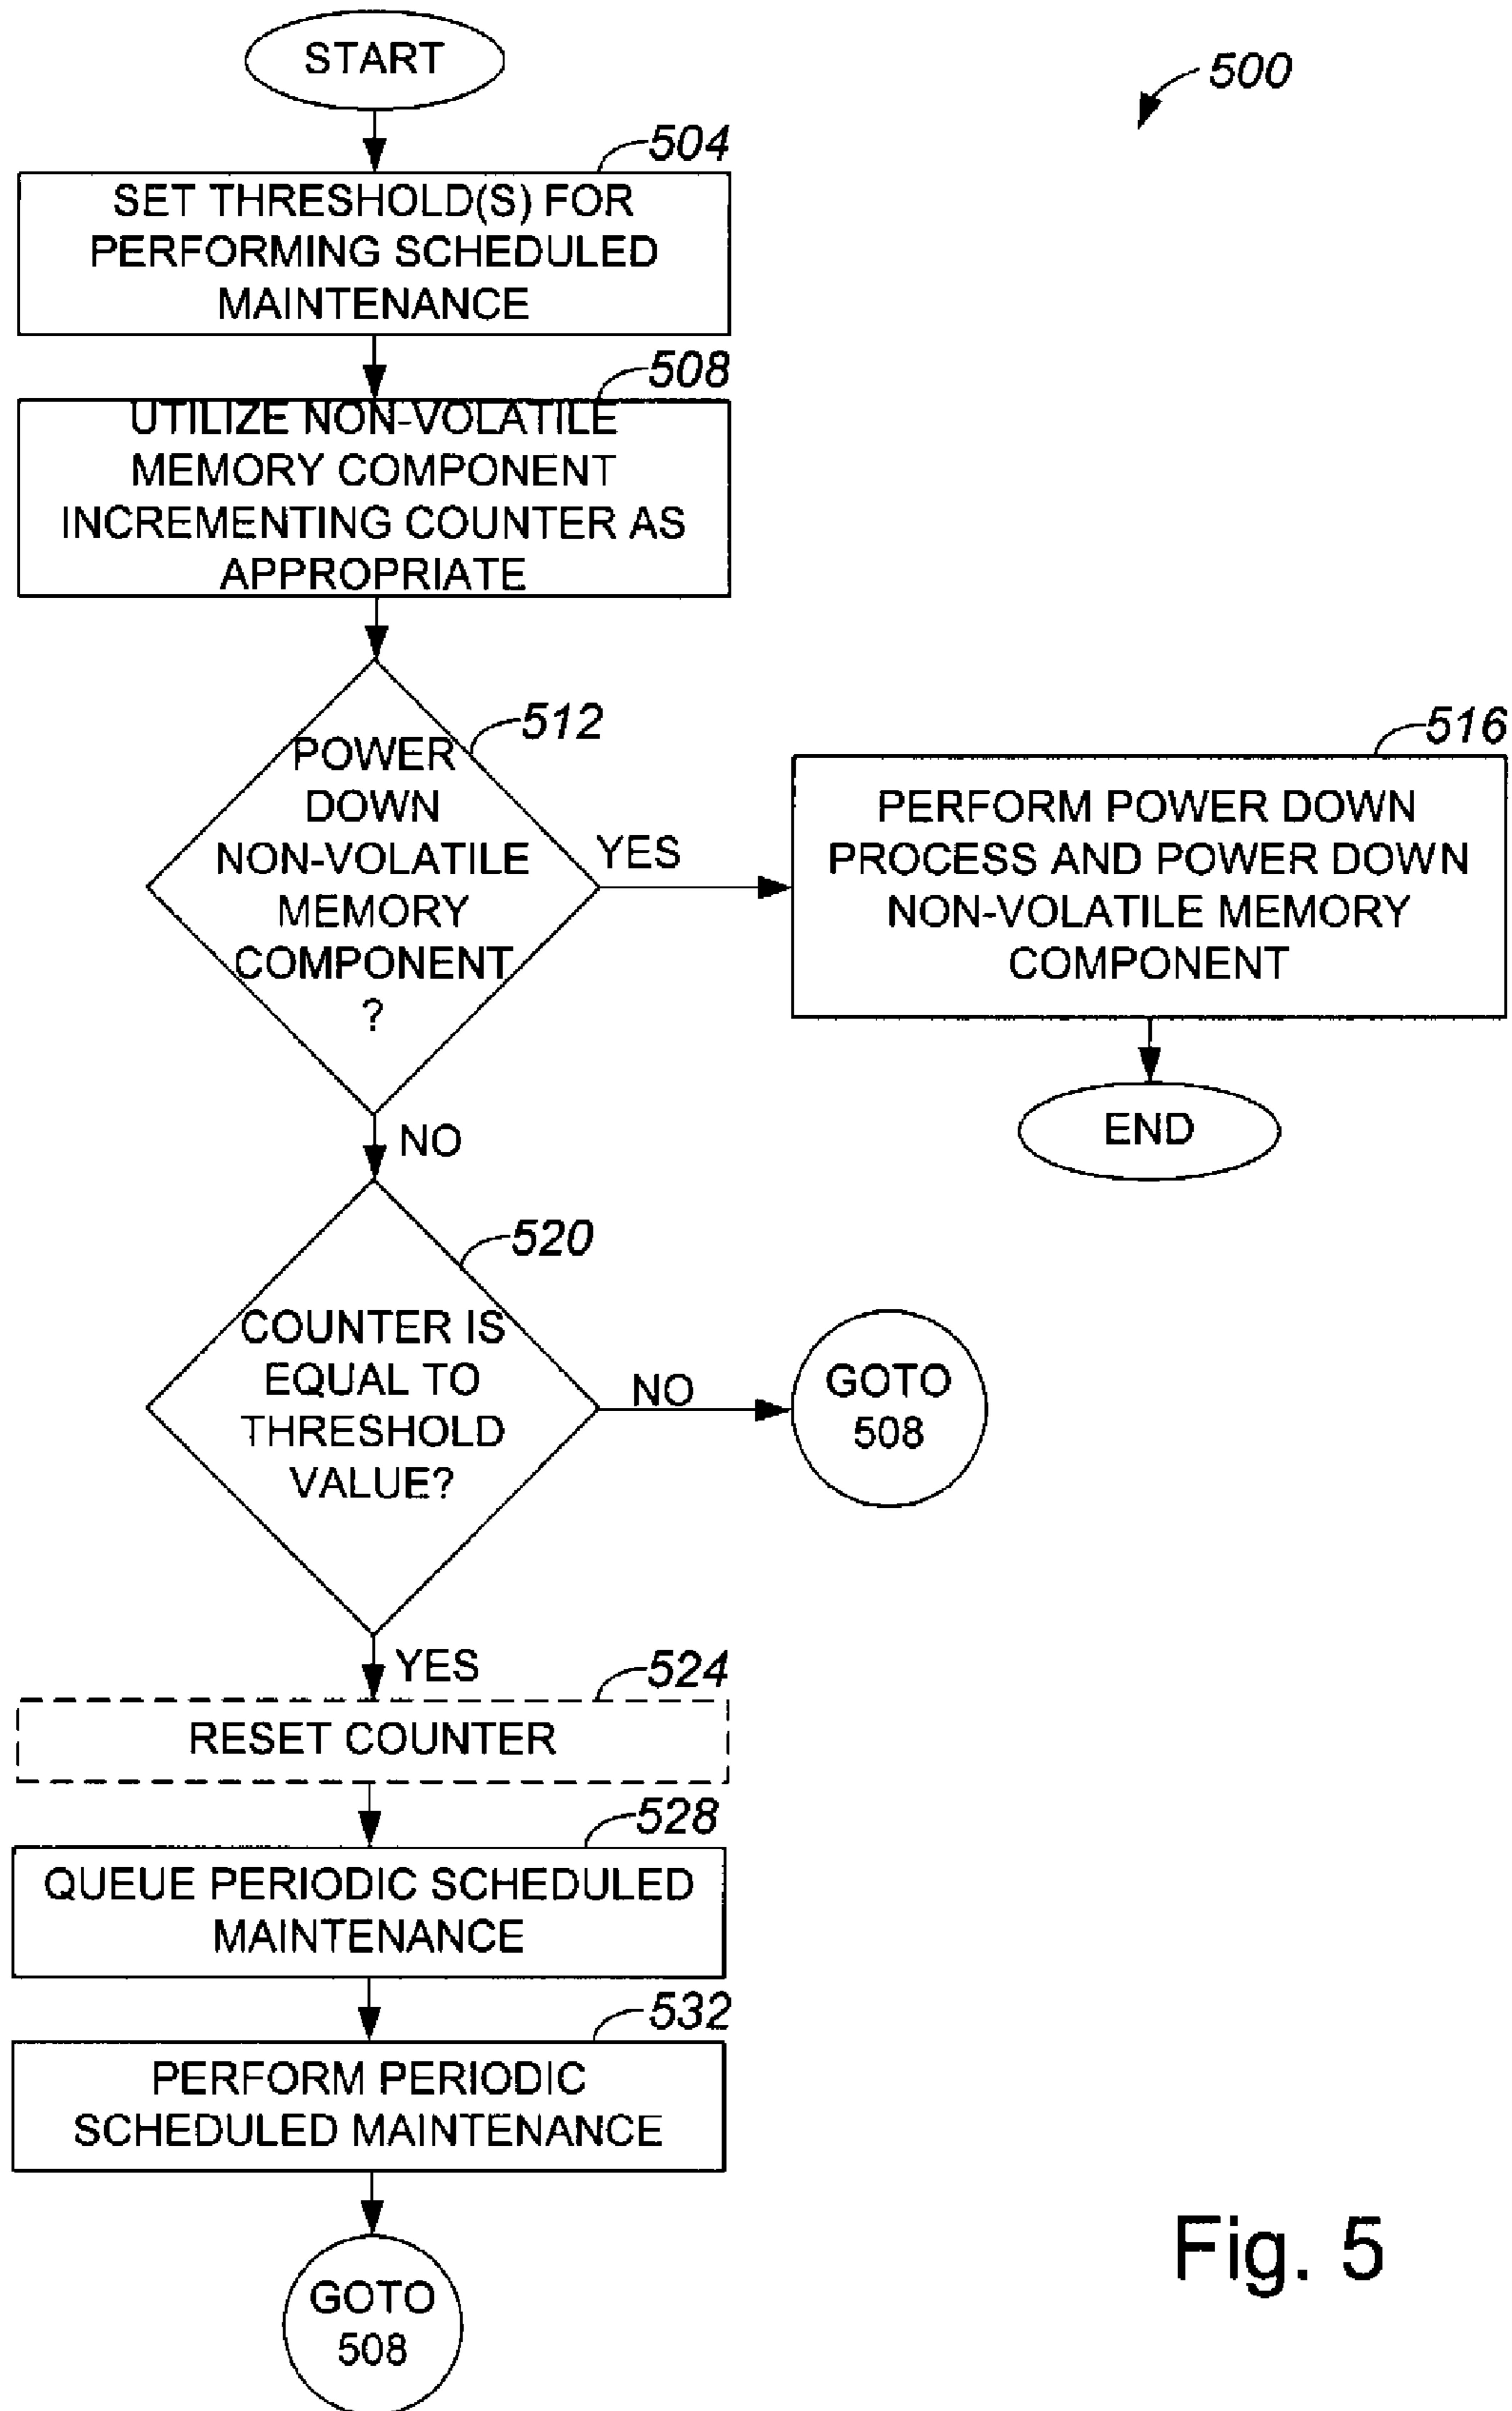 START
500
504
SET THRESHOLD(S) FOR
PERFORMING SCHEDULED
MAINTENANCE
508
UTILIZE NON-VOLATILE
MEMORY COMPONENT
INCREMENTING COUNTER AS
APPROPRIATE
512
POWER
DOWN
NON-VOLATILE
MEMORY
COMPONENT
?
YES
516
PERFORM POWER DOWN
PROCESS AND POWER DOWN
NON-VOLATILE MEMORY
COMPONENT
END
NO
520
COUNTER IS
EQUAL TO
THRESHOLD
VALUE?
NO
GOTO
508
YES
524
RESET COUNTER
528
QUEUE PERIODIC SCHEDULED
MAINTENANCE
532
PERFORM PERIODIC
SCHEDULED MAINTENANCE
GOTO
508
Fig. 5